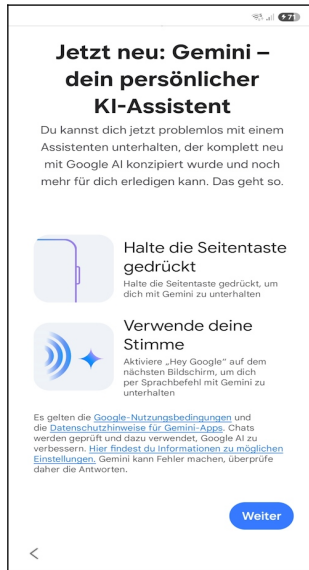 71
Jetzt neu: Gemini –
dein persönlicher
KI-Assistent
Du kannst dich jetzt problemlos mit einem
Assistenten unterhalten, der komplett neu
mit Google AI konzipiert wurde und noch
mehr für dich erledigen kann. Das geht so.
Halte die Seitentaste
gedrückt
Halte die Seitentaste gedrückt, um
dich mit Gemini zu unterhalten
Verwende deine
Stimme
Aktiviere „Hey Google“ auf dem
nächsten Bildschirm, um dich
per Sprachbefehl mit Gemini zu
unterhalten
Es gelten die Google-Nutzungsbedingungen und
die Datenschutzhinweise für Gemini-Apps. Chats
werden geprüft und dazu verwendet, Google AI zu
verbessern. Hier findest du Informationen zu möglichen
Einstellungen. Gemini kann Fehler machen, überprüfe
daher die Antworten.
Weiter